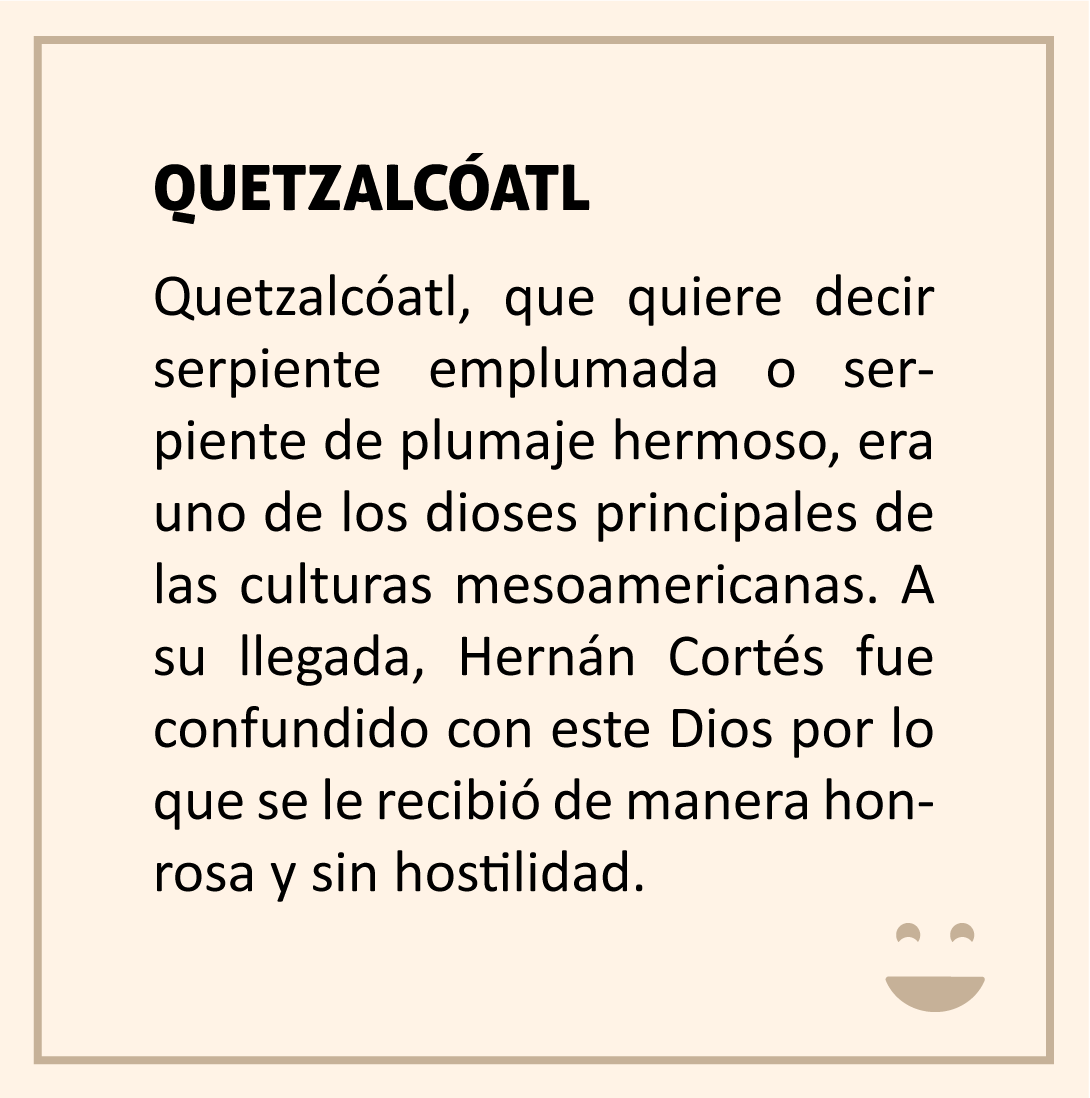 QUETZALCÓATL
Quetzalcóatl, que quiere decir
serpiente emplumada o ser-
piente de plumaje hermoso, era
uno de los dioses principales de
las culturas mesoamericanas. A
su llegada, Hernán Cortés fue
confundido con este Dios por lo
que se le recibió de manera hon-
rosa y sin hostilidad.